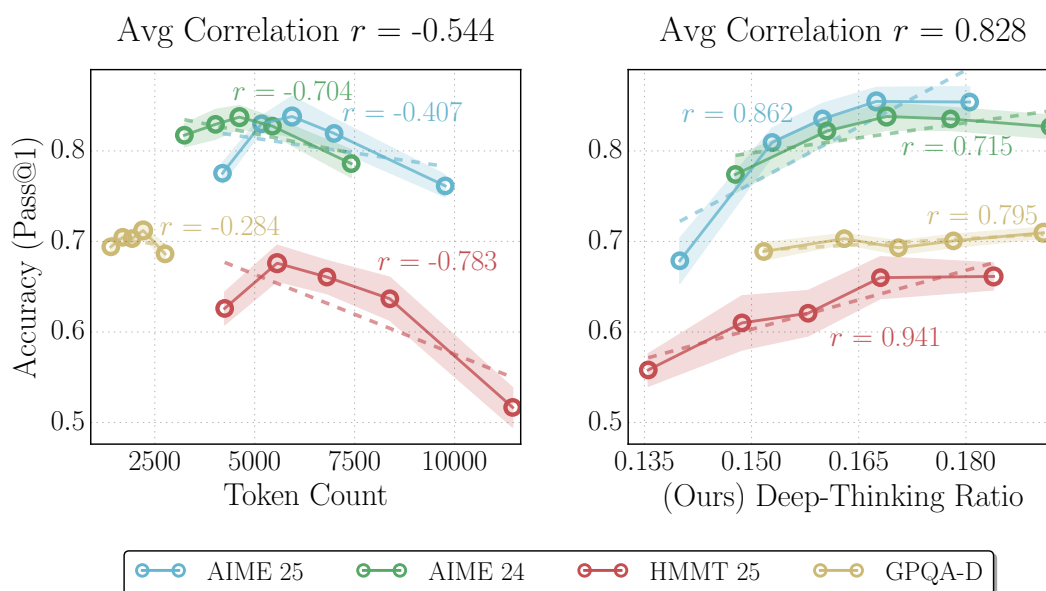 Avg Correlation r = -0.544
Avg Correlation r = 0.828
Accuracy (Pass@1)
0.8
0.7
0.6
0.5
r = -0.704
r = -0.407
r = -0.284
r = -0.783
2500 5000 7500 10000
Token Count
0.8
0.7
0.6
0.5
r = 0.862
r = 0.715
r = 0.795
r = 0.941
0.135 0.150 0.165 0.180
(Ours) Deep-Thinking Ratio
AIME 25 AIME 24 HMMT 25 GPQA-D